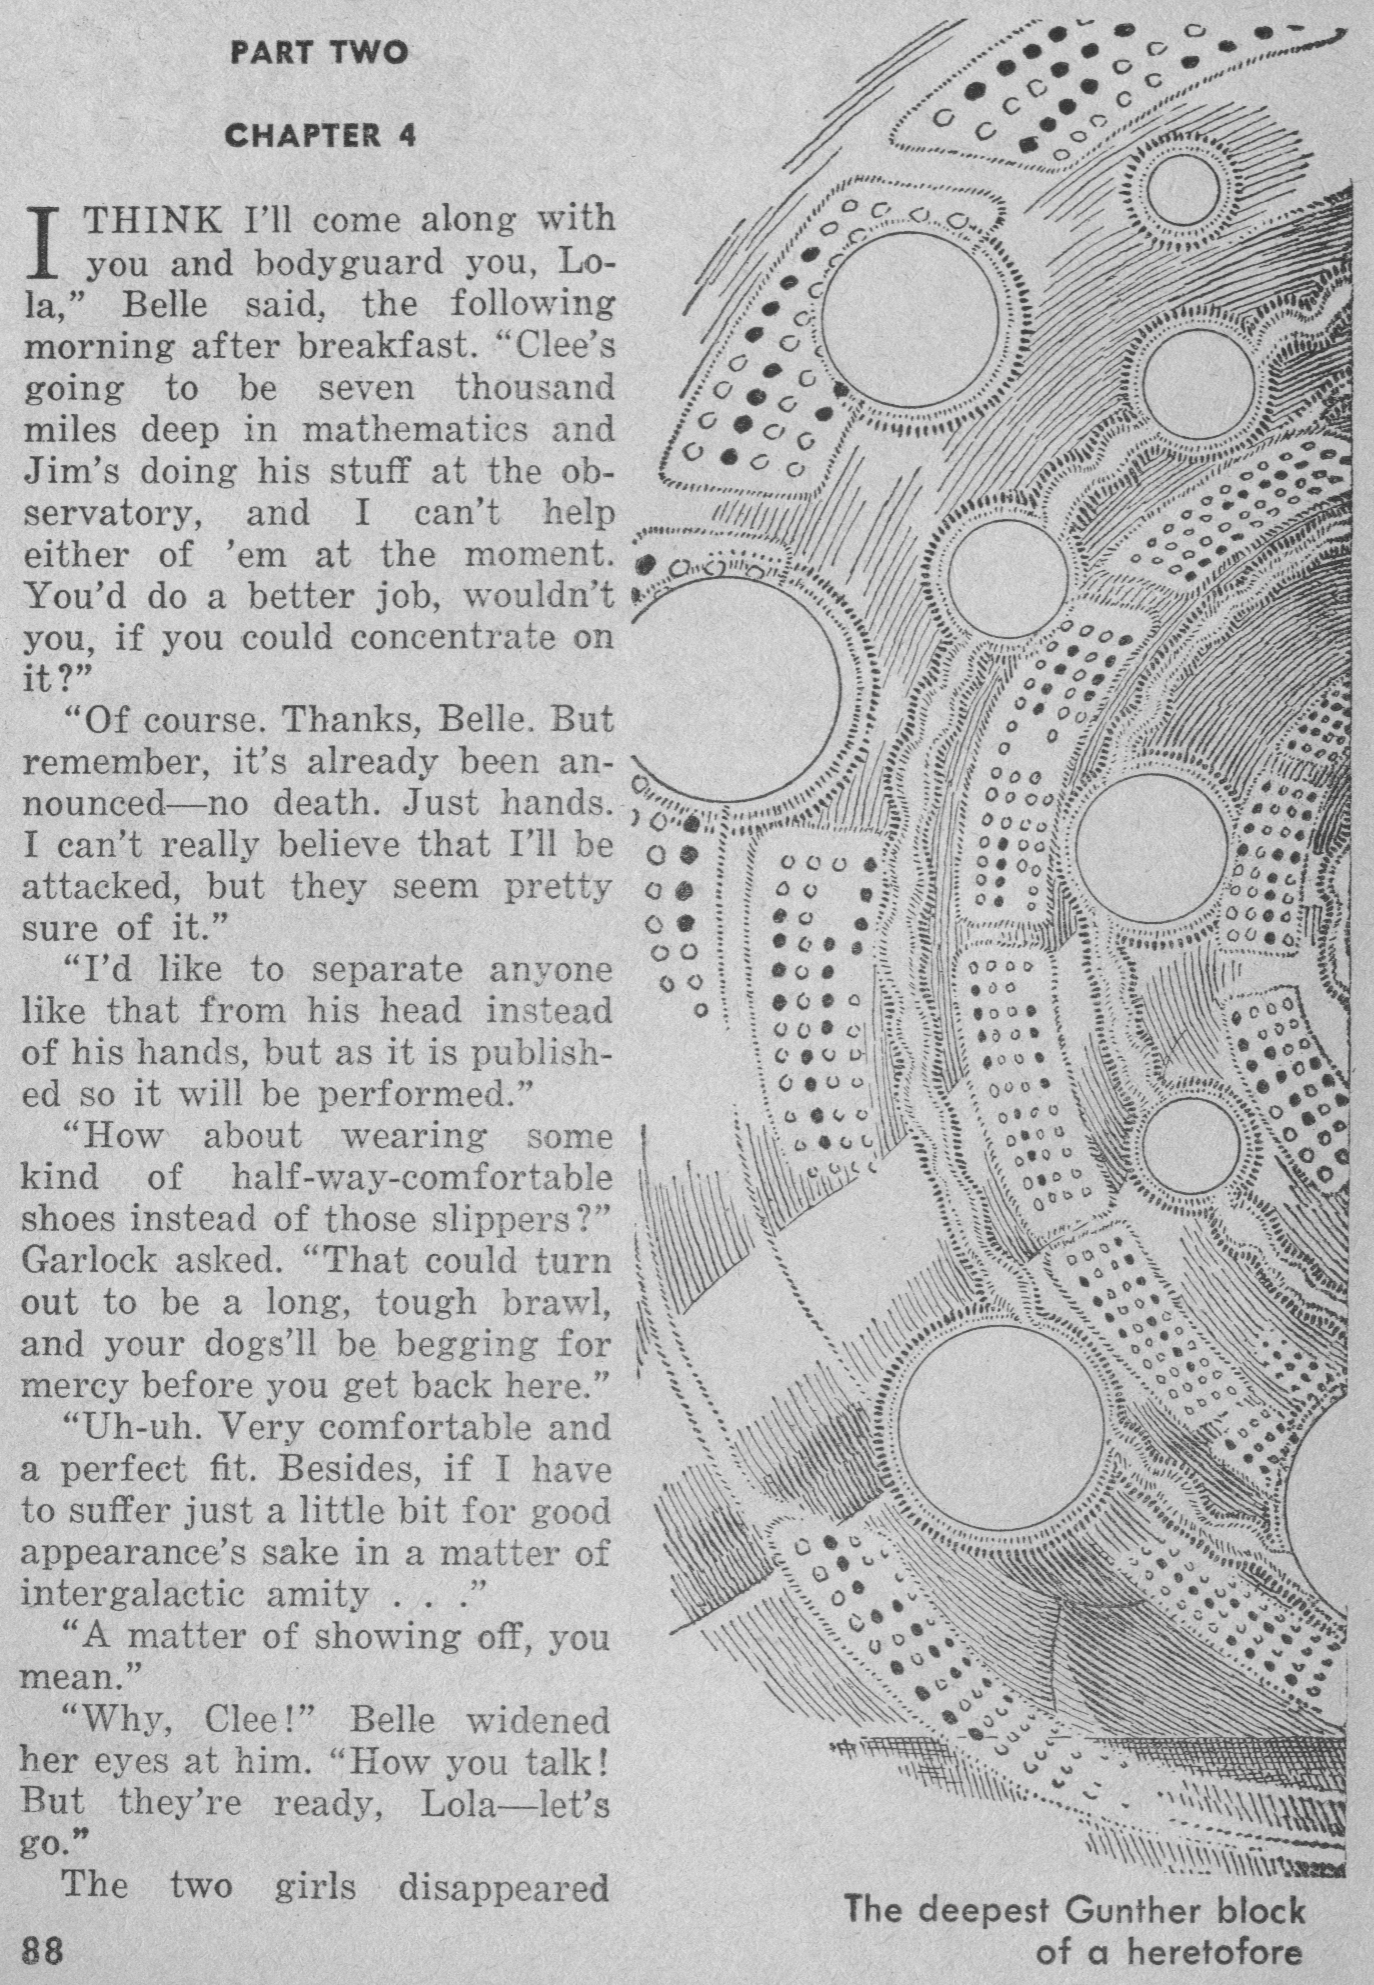 PART TWO
CHAPTER 4
I THINK I'll come along with
you and bodyguard you, Lo-
la,” Belle said, the following
morning after breakfast. “Clee's
going to be seven thousand
miles deep in mathematics and
Jim's doing his stuff at the ob-
servatory, and I can't help
either of ’em at the moment.
You'd do a better job, wouldn't
you, if you could concentrate on
it?”
“Of course. Thanks, Belle. But
remember, it's already been an-
nounced—no death. Just hands.
I can't really believe that I'll be
attacked, but they seem pretty
sure of it.”
“I'd like to separate anyone
like that from his head instead
of his hands, but as it is publish-
ed so it will be performed.”
“How about wearing some
kind of half-way-comfortable
shoes instead of those slippers?”
Garlock asked. “That could turn
out to be a long, tough brawl,
and your dogs'll be begging for
mercy before you get back here.”
“Uh-uh. Very comfortable and
a perfect fit. Besides, if I have
to suffer just a little bit for good
appearance's sake in a matter of
intergalactic amity . . .”
“A matter of showing off, you
mean.”
“Why, Clee!” Belle widened
her eyes at him. “How you talk!
But they're ready, Lola—let's
go.”
The two girls disappeared
88
The deepest Gunther block
of a heretofore